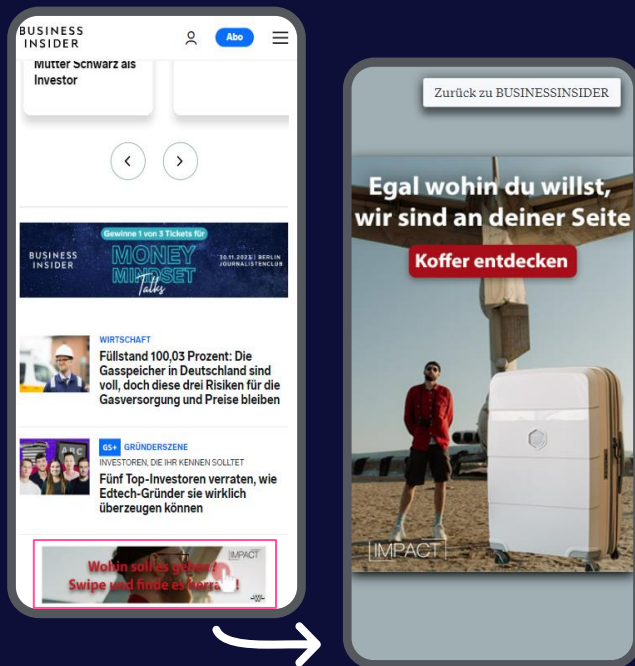 BUSINESS
INSIDER
Abo
Mutter Schwarz als
Investor
BUSINESS
INSIDER
Gewinne 1 von 3 Tickets für
MONEY
MINDSET
Talks
30.11.2023 | BERLIN
JOURNALISTENCLUB
WIRTSCHAFT
Füllstand 100,03 Prozent: Die
Gasspeicher in Deutschland sind
voll, doch diese drei Risiken für die
Gasversorgung und Preise bleiben
ABC
GS+ GRÜNDERSZENE
INVESTOREN, DIE IHR KENNEN SOLLTET
Fünf Top-Investoren verraten, wie
Edtech-Gründer sie wirklich
überzeugen können
IMPACT
Wohin soll es
Swipe und finde es
-W-
Zurück zu BUSINESSINSIDER
Egal wohin du willst,
wir sind an deiner Seite
Koffer entdecken
IMPACT